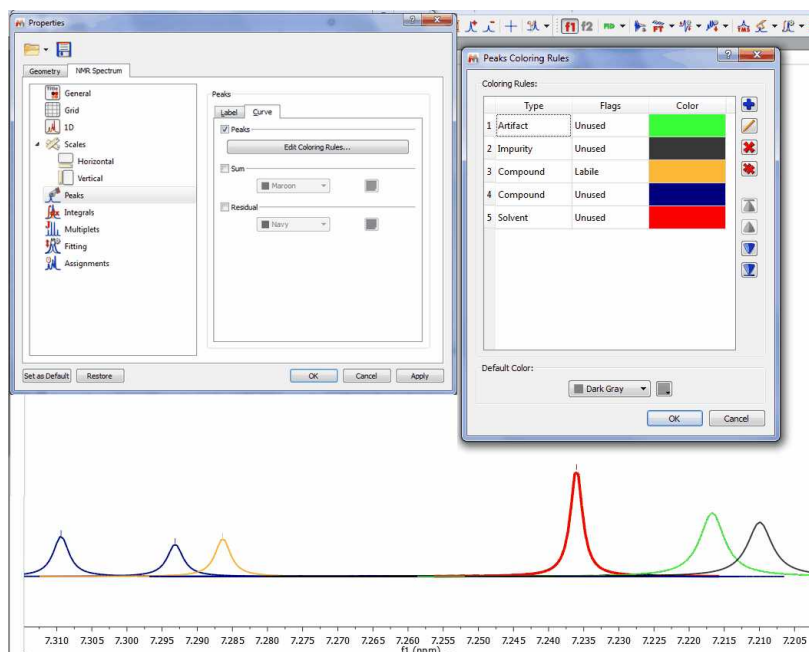 Properties
Geometry NMR Spectrum
General
Grid
1D
Scales
Horizontal
Vertical
Peaks
Integrals
Multiplets
Fitting
Assignments
Peaks
Label Curve
Peaks
Edit Coloring Rules...
Sum
Maroon
Residual
Navy
Set as Default Restore OK Cancel Apply
f1 f2
Peaks Coloring Rules
Coloring Rules:
Type Flags Color
1 Artifact Unused
2 Impurity Unused
3 Compound Labile
4 Compound Unused
5 Solvent Unused
Default Color:
Dark Gray
OK Cancel
7.310 7.305 7.300 7.295 7.290 7.285 7.280 7.275 7.270 7.265 7.260 7.255 7.250 7.245 7.240 7.235 7.230 7.225 7.220 7.215 7.210 7.205
f1 (ppm)